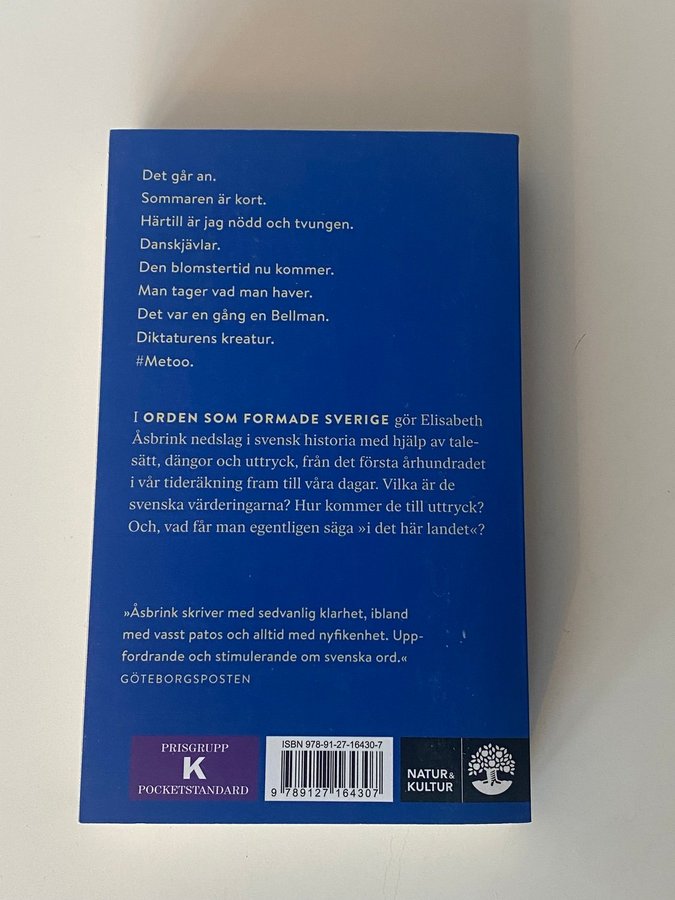 Det går an.
Sommaren är kort.
Härtill är jag nödd och tvungen.
Danskjävlar.
Den blomstertid nu kommer.
Man tager vad man haver.
Det var en gång en Bellman.
Diktaturens kreatur.
#Metoo.
I ORDEN SOM FORMADE SVERIGE gör Elisabeth
Åsbrink nedslag i svensk historia med hjälp av tale-
sätt, dängor och uttryck, från det första århundradet
i vår tideräkning fram till våra dagar. Vilka är de
svenska värderingarna? Hur kommer de till uttryck?
Och, vad får man egentligen säga »i det här landet«?
»Åsbrink skriver med sedvanlig klarhet, ibland
med vasst patos och alltid med nyfikenhet. Upp-
fordrande och stimulerande om svenska ord.«
GÖTEBORGSPOSTEN
PRISGRUPP
K
POCKETSTANDARD
ISBN 978-91-27-16430-7
9 789127 164307
NATUR &
KULTUR